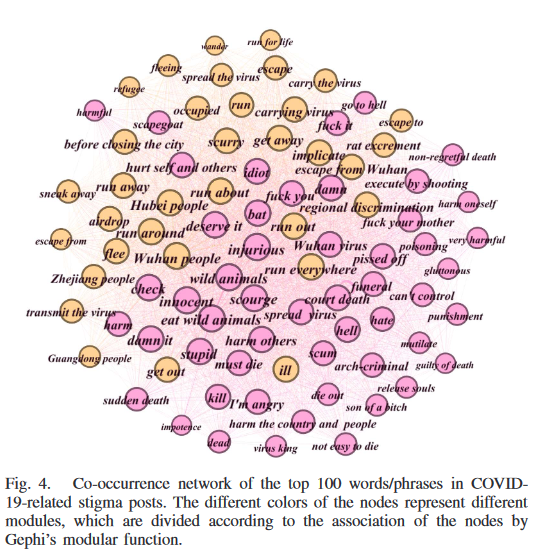 wander
run for life
fleeing
escape
spread the virus
carry the virus
refugee
harmful
scapegoat
occupied
run
carrying virus
go to hell
fuck it
escape to
before closing the city
scurry
get away
implicate
rat excrement
non-regretful death
hurt self and others
idiot
escape from Wuhan
execute by shooting
sneak away
run away
run about
fuck you
damn
harm oneself
Hubei people
regional discrimination
airdrop
bat
fuck your mother
run around
deserve it
run out
escape from
flee
Wuhan people
injurious
Wuhan virus
pissed off
poisoning
very harmful
Zhejiang people
check
wild animals
run everywhere
funeral
gluttonous
innocent
scourge
court death
can't control
transmit the virus
harm
eat wild animals
spread virus
hell
hate
punishment
damn it
stupid
harm others
scum
mutilate
Guangdong people
get out
must die
ill
arch-criminal
guilty of death
sudden death
kill
I'm angry
die out
release souls
son of a bitch
impotence
harm the country and people
dead
virus king
not easy to die
Fig. 4. Co-occurrence network of the top 100 words/phrases in COVID-
19-related stigma posts. The different colors of the nodes represent different
modules, which are divided according to the association of the nodes by
Gephi's modular function.